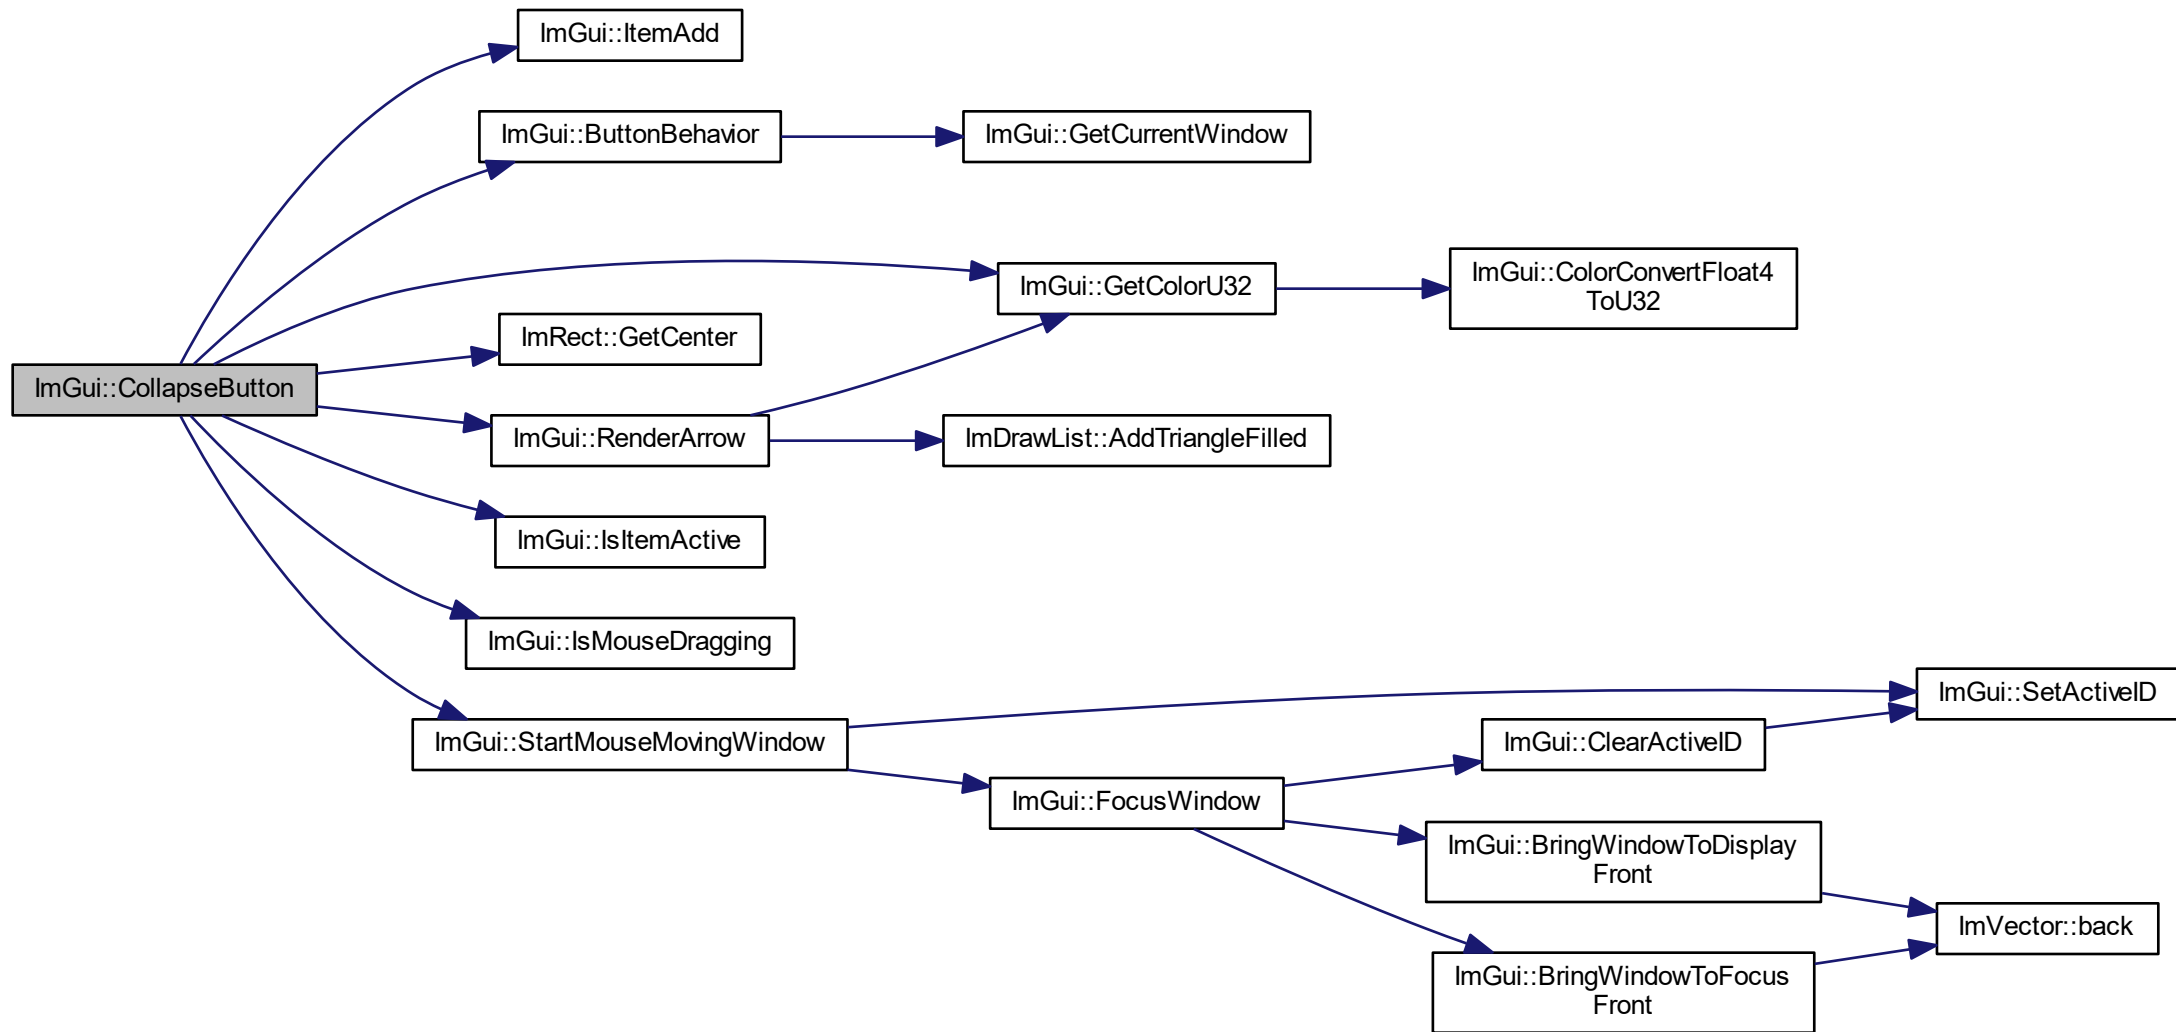 ImGui::ItemAdd
ImGui::ButtonBehavior
ImGui::GetCurrentWindow
ImGui::GetColorU32
ImGui::ColorConvertFloat4
ToU32
ImRect::GetCenter
ImGui::CollapseButton
ImGui::RenderArrow
ImDrawList::AddTriangleFilled
ImGui::IsItemActive
ImGui::IsMouseDragging
ImGui::SetActiveID
ImGui::StartMouseMovingWindow
ImGui::ClearActiveID
ImGui::FocusWindow
ImGui::BringWindowToDisplay
Front
ImVector::back
ImGui::BringWindowToFocus
Front